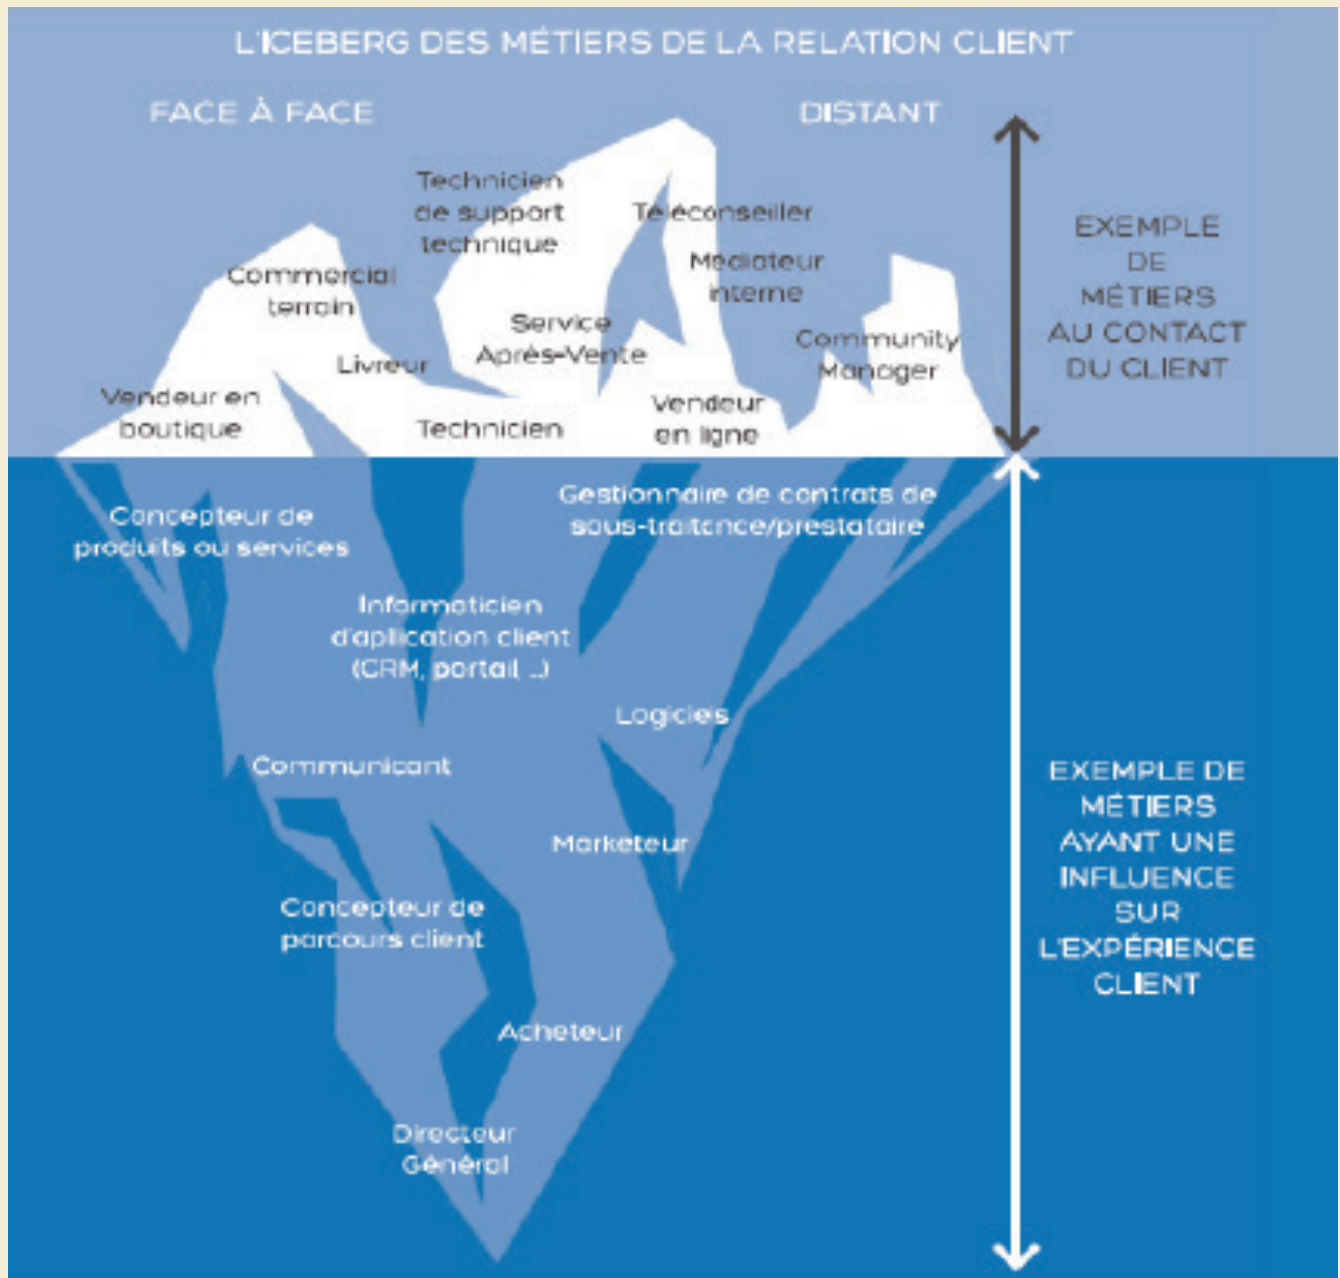 L'ICEBERG DES MÉTIERS DE LA RELATION CLIENT
FACE À FACE
DISTANT
Technicien
de support
technique
Téléconseiller
Commercial
terrain
Médiateur
interne
Service
Après-Vente
Livreur
Community
Manager
Vendeur en
boutique
Technicien
Vendeur
en ligne
EXEMPLE
DE
MÉTIERS
AU CONTACT
DU CLIENT
Concepteur de
produits ou services
Gestionnaire de contrats de
sous-traitance/prestataire
Informaticien
d'apllication client
(CRM, portail ...)
Logiciels
Communicant
Marketeur
Concepteur de
parcours client
Acheteur
Directeur
Général
EXEMPLE DE
MÉTIERS
AYANT UNE
INFLUENCE
SUR
L'EXPÉRIENCE
CLIENT